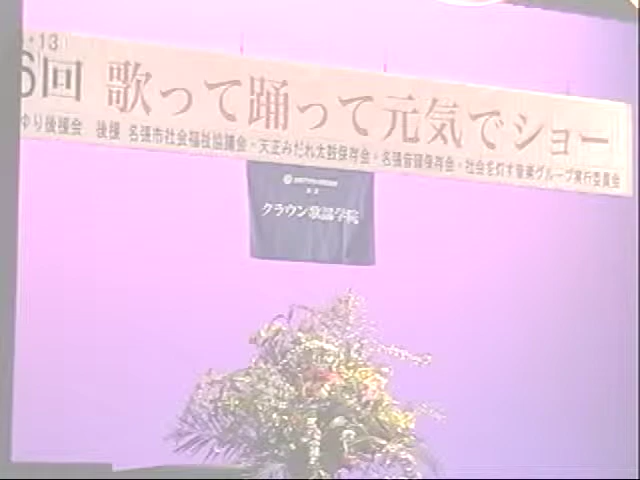 ・13
6回 歌って踊って元気でショー
ゆり後援会 後援 名張市社会福祉協議会・天正みだれ太鼓保存会・名張音頭保存会・社会を灯す音楽グループ実行委員会
クラウン歌謡学院